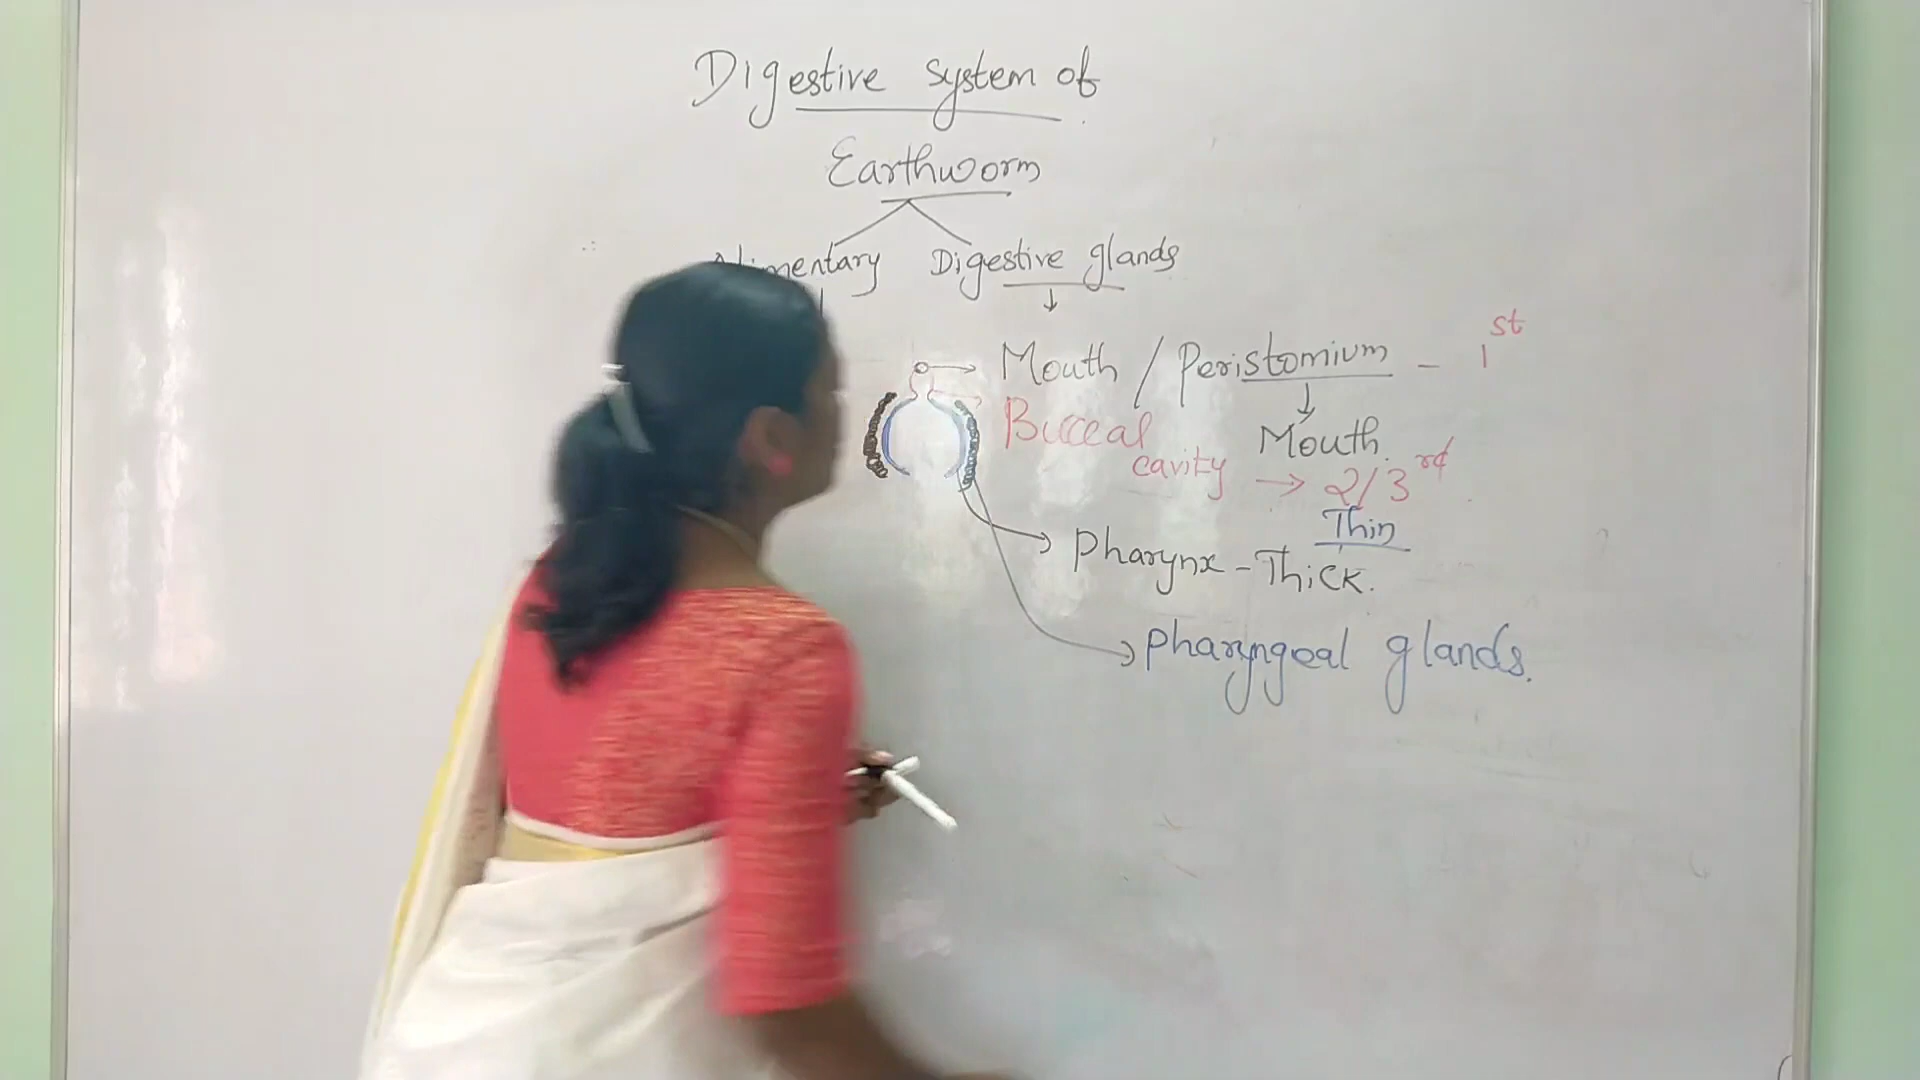 Digestive system of
Earthworm
Alimentary Digestive glands
Mouth / Peristomium - 1st
Buccal cavity
Mouth.
→ 2/3rd
Thin
Pharynx - Thick.
Pharyngeal glands.